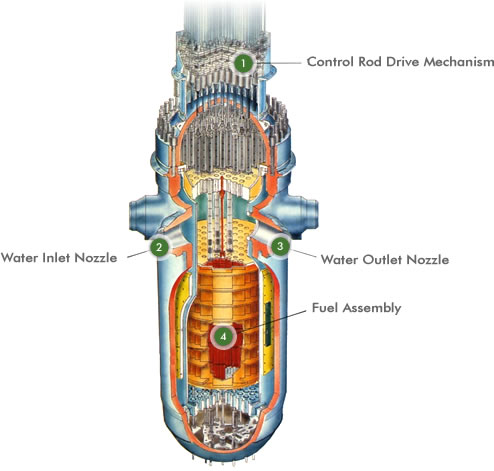 1 Control Rod Drive Mechanism
Water Inlet Nozzle 2
3 Water Outlet Nozzle
Fuel Assembly
4